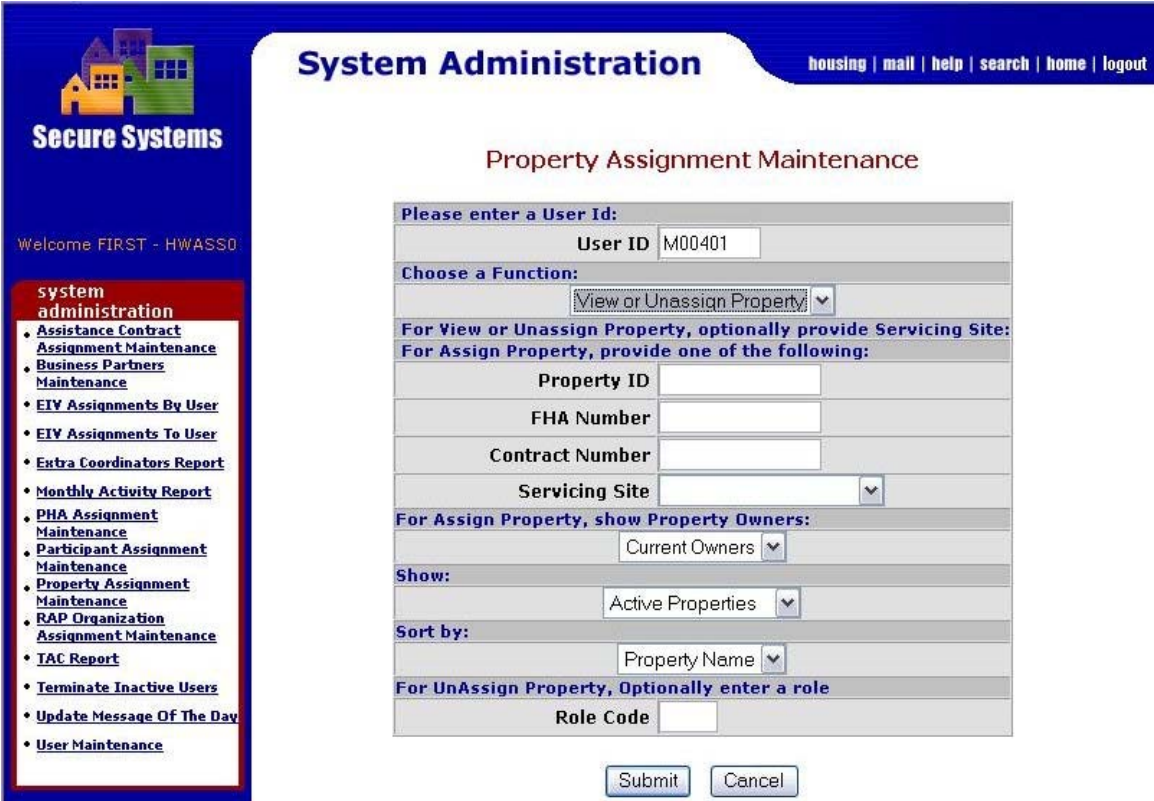 System Administration
housing | mail | help | search | home | logout
Secure Systems
Welcome FIRST - HWASS0
system
administration
Assistance Contract
Assignment Maintenance
Business Partners
Maintenance
EIV Assignments By User
EIV Assignments To User
Extra Coordinators Report
Monthly Activity Report
PHA Assignment
Maintenance
Participant Assignment
Maintenance
Property Assignment
Maintenance
RAP Organization
Assignment Maintenance
TAC Report
Terminate Inactive Users
Update Message Of The Day
User Maintenance
Property Assignment Maintenance
Please enter a User Id:
User ID M00401
Choose a Function:
View or Unassign Property
For View or Unassign Property, optionally provide Servicing Site:
For Assign Property, provide one of the following:
Property ID
FHA Number
Contract Number
Servicing Site
For Assign Property, show Property Owners:
Current Owners
Show:
Active Properties
Sort by:
Property Name
For UnAssign Property, Optionally enter a role
Role Code
Submit Cancel